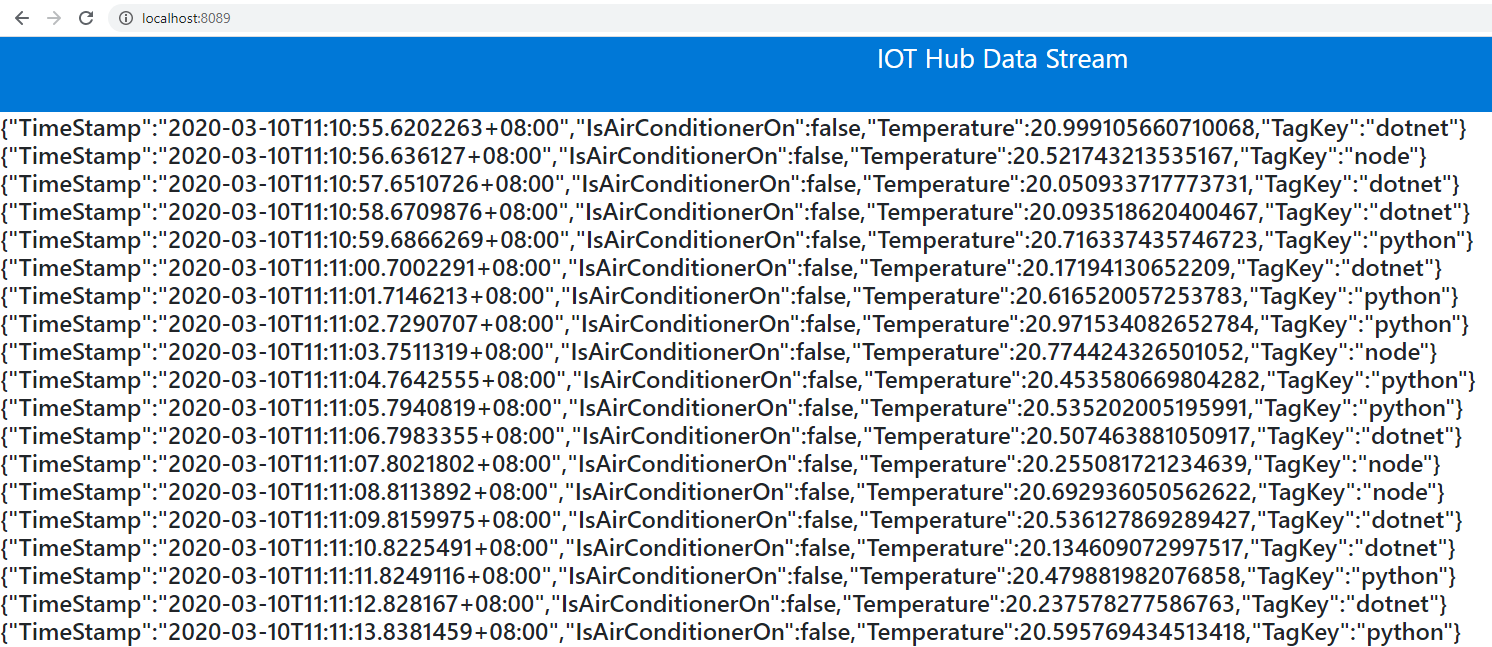 localhost:8089
IOT Hub Data Stream
{"TimeStamp":"2020-03-10T11:10:55.6202263+08:00","IsAirConditionerOn":false,"Temperature":20.999105660710068,"TagKey":"dotnet"}
{"TimeStamp":"2020-03-10T11:10:56.636127+08:00","IsAirConditionerOn":false,"Temperature":20.521743213535167,"TagKey":"node"}
{"TimeStamp":"2020-03-10T11:10:57.6510726+08:00","IsAirConditionerOn":false,"Temperature":20.050933717773731,"TagKey":"dotnet"}
{"TimeStamp":"2020-03-10T11:10:58.6709876+08:00","IsAirConditionerOn":false,"Temperature":20.093518620400467,"TagKey":"dotnet"}
{"TimeStamp":"2020-03-10T11:10:59.6866269+08:00","IsAirConditionerOn":false,"Temperature":20.716337435746723,"TagKey":"python"}
{"TimeStamp":"2020-03-10T11:11:00.7002291+08:00","IsAirConditionerOn":false,"Temperature":20.17194130652209,"TagKey":"dotnet"}
{"TimeStamp":"2020-03-10T11:11:01.7146213+08:00","IsAirConditionerOn":false,"Temperature":20.616520057253783,"TagKey":"python"}
{"TimeStamp":"2020-03-10T11:11:02.7290707+08:00","IsAirConditionerOn":false,"Temperature":20.971534082652784,"TagKey":"python"}
{"TimeStamp":"2020-03-10T11:11:03.7511319+08:00","IsAirConditionerOn":false,"Temperature":20.774424326501052,"TagKey":"node"}
{"TimeStamp":"2020-03-10T11:11:04.7642555+08:00","IsAirConditionerOn":false,"Temperature":20.453580669804282,"TagKey":"python"}
{"TimeStamp":"2020-03-10T11:11:05.7940819+08:00","IsAirConditionerOn":false,"Temperature":20.535202005195991,"TagKey":"python"}
{"TimeStamp":"2020-03-10T11:11:06.7983355+08:00","IsAirConditionerOn":false,"Temperature":20.507463881050917,"TagKey":"dotnet"}
{"TimeStamp":"2020-03-10T11:11:07.8021802+08:00","IsAirConditionerOn":false,"Temperature":20.255081721234639,"TagKey":"node"}
{"TimeStamp":"2020-03-10T11:11:08.8113892+08:00","IsAirConditionerOn":false,"Temperature":20.692936050562622,"TagKey":"node"}
{"TimeStamp":"2020-03-10T11:11:09.8159975+08:00","IsAirConditionerOn":false,"Temperature":20.536127869289427,"TagKey":"dotnet"}
{"TimeStamp":"2020-03-10T11:11:10.8225491+08:00","IsAirConditionerOn":false,"Temperature":20.134609072997517,"TagKey":"dotnet"}
{"TimeStamp":"2020-03-10T11:11:11.8249116+08:00","IsAirConditionerOn":false,"Temperature":20.479881982076858,"TagKey":"python"}
{"TimeStamp":"2020-03-10T11:11:12.828167+08:00","IsAirConditionerOn":false,"Temperature":20.237578277586763,"TagKey":"dotnet"}
{"TimeStamp":"2020-03-10T11:11:13.8381459+08:00","IsAirConditionerOn":false,"Temperature":20.595769434513418,"TagKey":"python"}